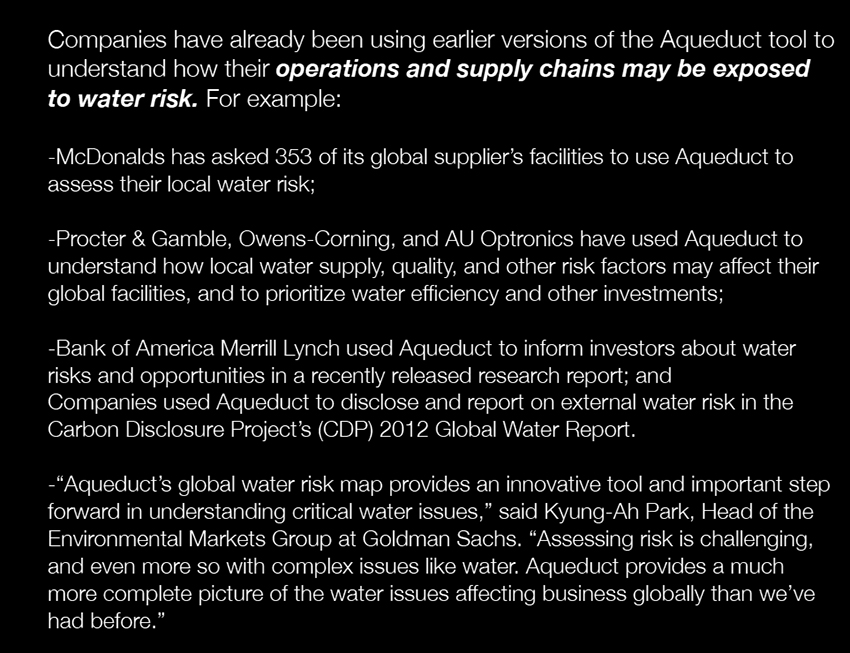 Companies have already been using earlier versions of the Aqueduct tool to
understand how their operations and supply chains may be exposed
to water risk. For example:
-McDonalds has asked 353 of its global supplier’s facilities to use Aqueduct to
assess their local water risk;
-Procter & Gamble, Owens-Corning, and AU Optronics have used Aqueduct to
understand how local water supply, quality, and other risk factors may affect their
global facilities, and to prioritize water efficiency and other investments;
-Bank of America Merrill Lynch used Aqueduct to inform investors about water
risks and opportunities in a recently released research report; and
Companies used Aqueduct to disclose and report on external water risk in the
Carbon Disclosure Project’s (CDP) 2012 Global Water Report.
-“Aqueduct’s global water risk map provides an innovative tool and important step
forward in understanding critical water issues,” said Kyung-Ah Park, Head of the
Environmental Markets Group at Goldman Sachs. “Assessing risk is challenging,
and even more so with complex issues like water. Aqueduct provides a much
more complete picture of the water issues affecting business globally than we’ve
had before.”